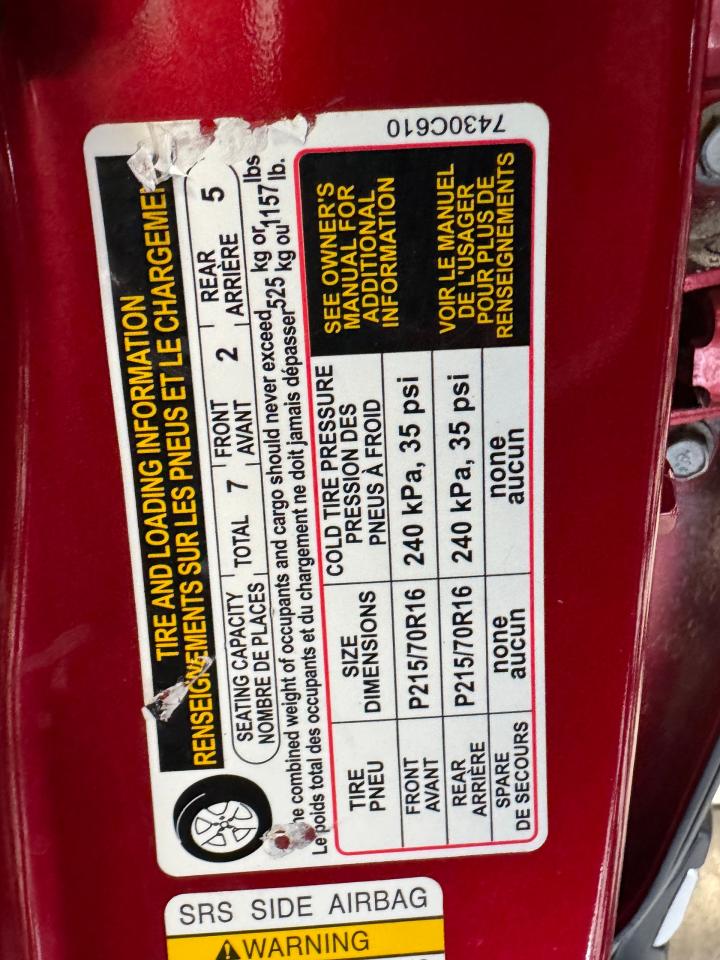 TIRE AND LOADING INFORMATION
RENSEIGNEMENTS SUR LES PNEUS ET LE CHARGEMEN
SEATING CAPACITY
NOMBRE DE PLACES
TOTAL 7
FRONT
AVANT
2
REAR
ARRIÈRE
5
he combined weight of occupants and cargo should never exceed 525 kg or 1157 lbs
Le poids total des occupants et du chargement ne doit jamais dépasser kg ou lb.
TIRE
PNEU
SIZE
DIMENSIONS
COLD TIRE PRESSURE
PRESSION DES
PNEUS À FROID
SEE OWNER'S
MANUAL FOR
ADDITIONAL
INFORMATION
FRONT
AVANT
P215/70R16
240 kPa, 35 psi
REAR
ARRIÈRE
P215/70R16
240 kPa, 35 psi
VOIR LE MANUEL
DE L'USAGER
POUR PLUS DE
RENSEIGNEMENTS
SPARE
DE SECOURS
none
aucun
none
aucun
7430C610
SRS SIDE AIRBAG
WARNING